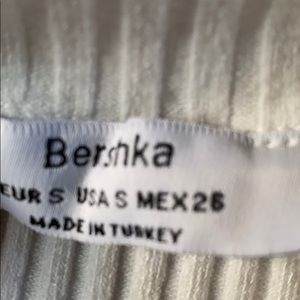 Bershka
EUR S USA S MEX 26
MADE IN TURKEY